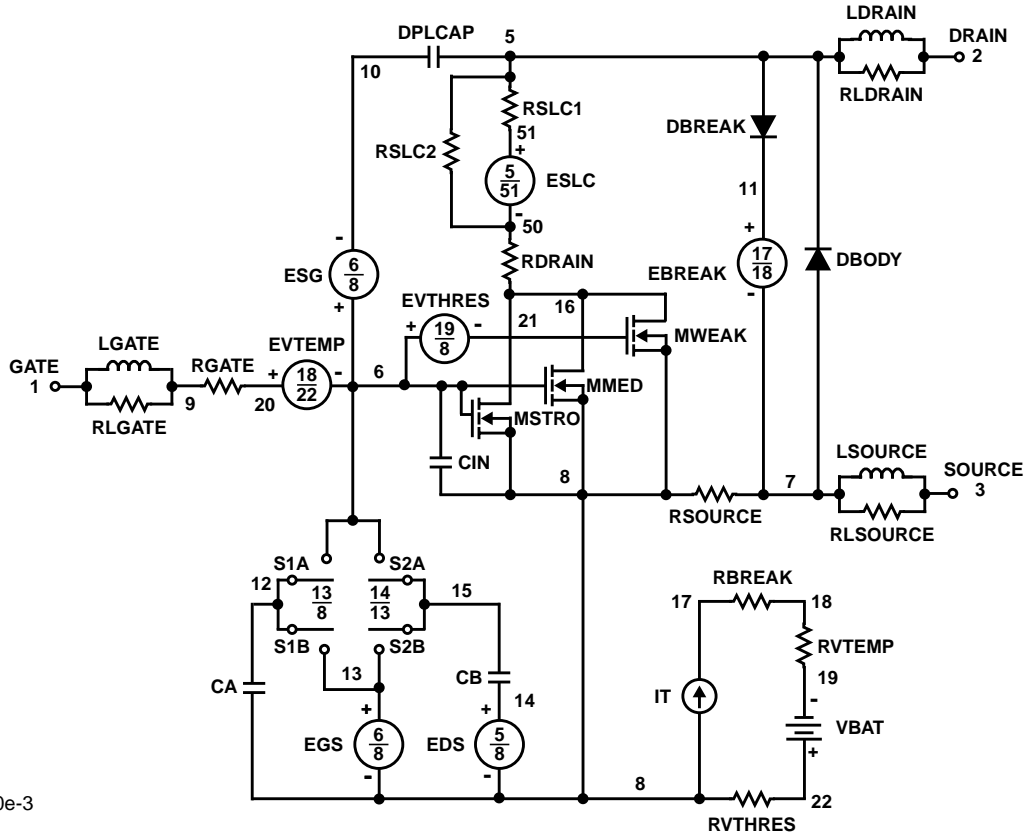 LDRAIN
DPLCAP 5 DRAIN
10 2
RSLC1 RLDRAIN
DBREAK
51
RSLC2 +
5
51 ESLC
11
-
50 +
- 17
18
RDRAIN DBODY
6
8 EBREAK
ESG
EVTHRES 16 -
+ 21
+ 19
8 -
LGATE EVTEMP MWEAK
GATE RGATE 6
1 + 18
22 - MMED
9 20
MSTRO
RLGATE
LSOURCE
CIN 8 7 SOURCE
3
RSOURCE
RLSOURCE
S1A S2A
12 RBREAK
13
8 14
13 15 17 18
S1B S2B RVTEMP
13 CB 19
CA 14 IT -
+ + VBAT
EGS 6
8 EDS 5
8 +
- - 8 22
0e-3
RVTHRES